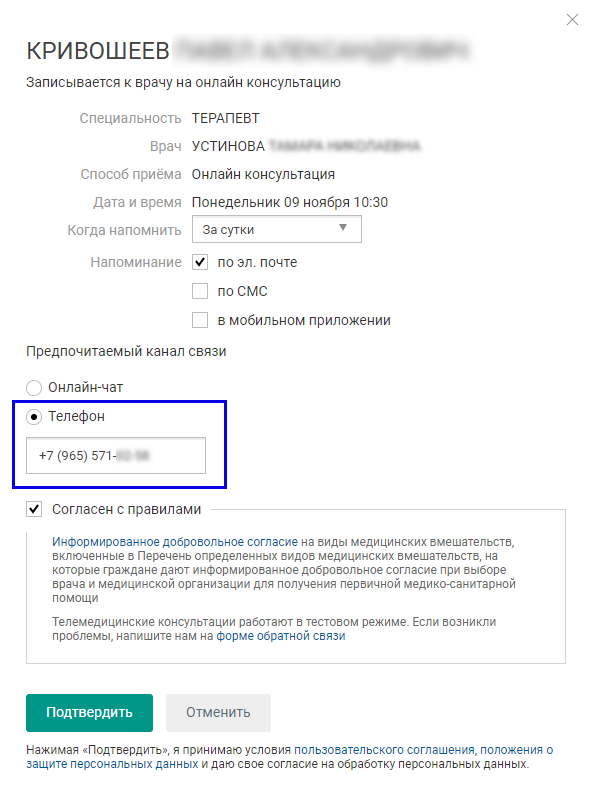 КРИВОШЕЕВ
Записывается к врачу на онлайн консультацию
Специальность ТЕРАПЕВТ
Врач УСТИНОВА
Способ приёма Онлайн консультация
Дата и время Понедельник 09 ноября 10:30
Когда напомнить За сутки
Напоминание по эл. почте
по СМС
в мобильном приложении
Предпочитаемый канал связи
Онлайн-чат
Телефон
+7 (965) 571-
Согласен с правилами
Информированное добровольное согласие на виды медицинских вмешательств,
включенные в Перечень определенных видов медицинских вмешательств, на
которые граждане дают информированное добровольное согласие при выборе
врача и медицинской организации для получения первичной медико-санитарной
помощи
Телемедицинские консультации работают в тестовом режиме. Если возникли
проблемы, напишите нам на форме обратной связи
Подтвердить Отменить
Нажимая «Подтвердить», я принимаю условия пользовательского соглашения, положения о
защите персональных данных и даю свое согласие на обработку персональных данных.